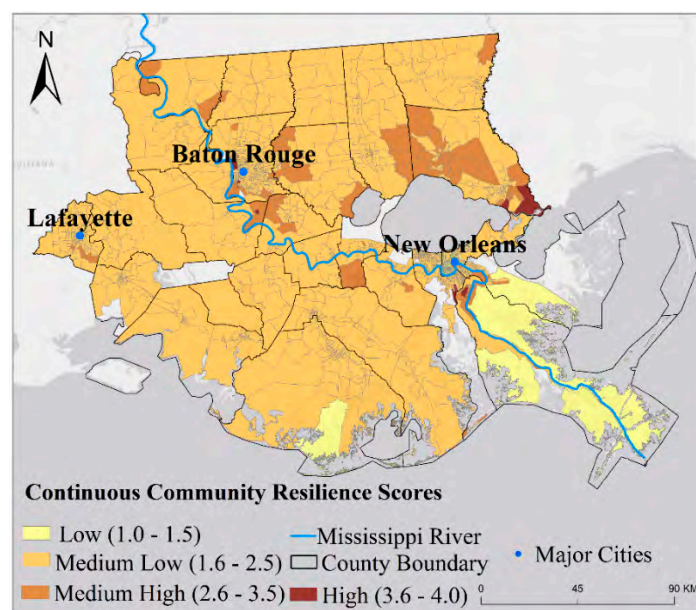 N
Baton Rouge
Lafayette
New Orleans
Continuous Community Resilience Scores
Low (1.0 - 1.5)
Mississippi River
Medium Low (1.6 - 2.5)
County Boundary
Major Cities
Medium High (2.6 - 3.5)
High (3.6 - 4.0)
0 45 90 KM